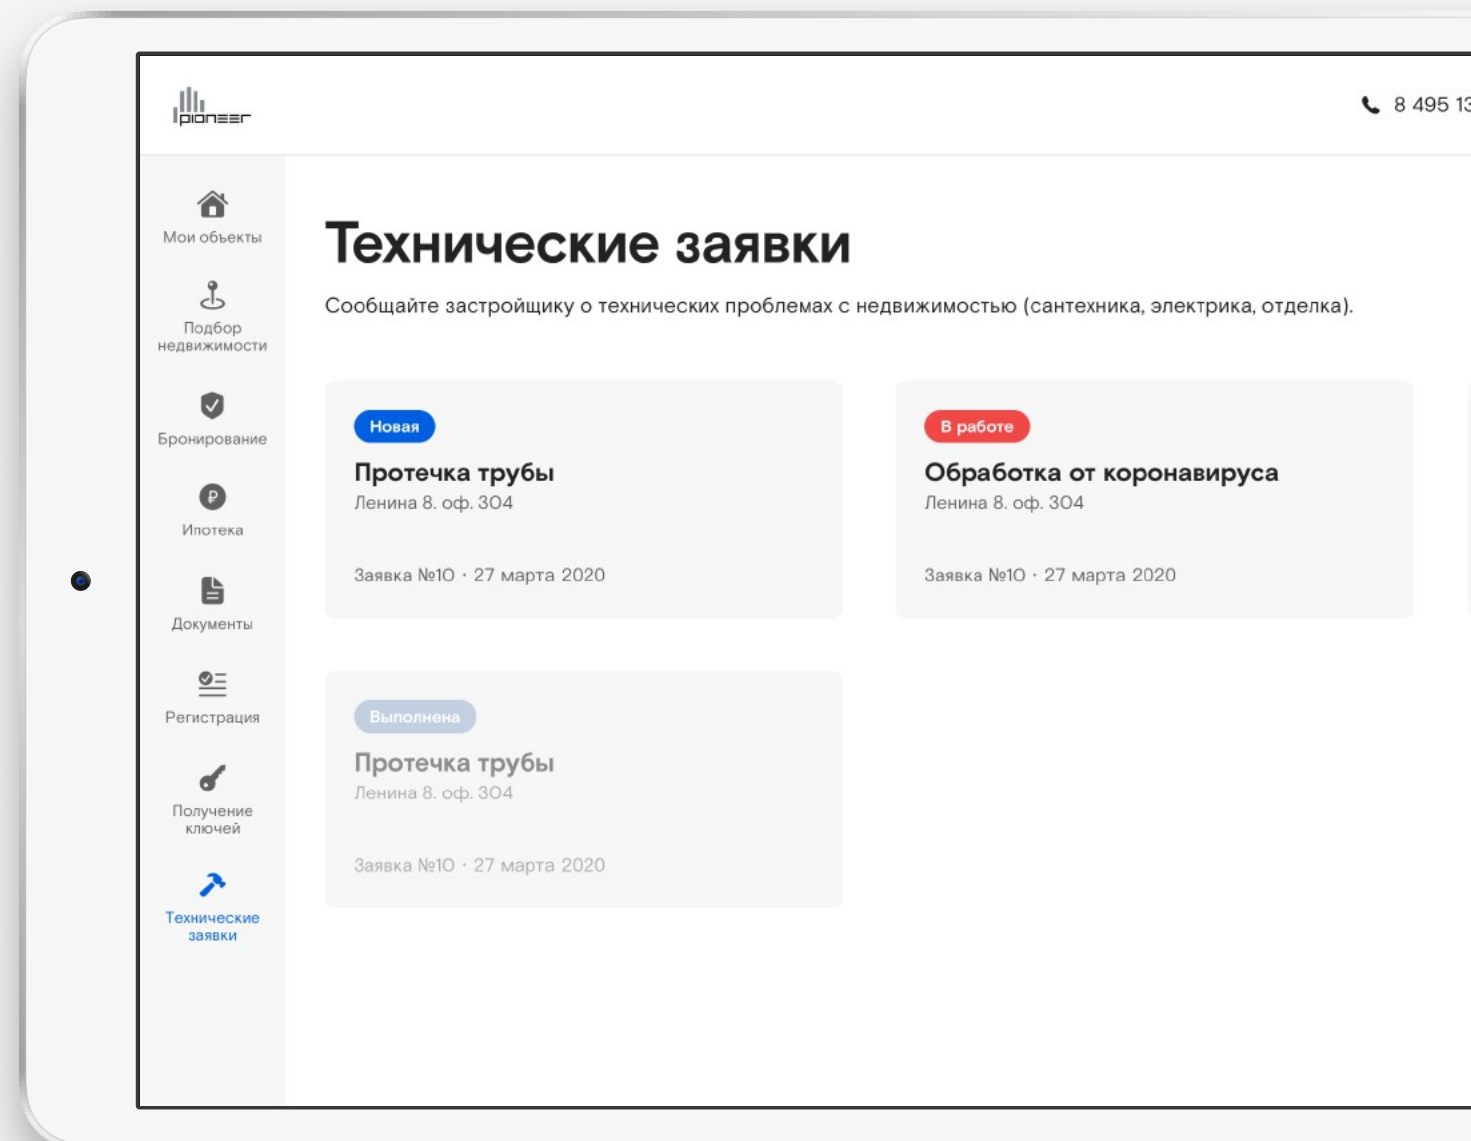 pioneer
8 495 13
Мои объекты
Подбор
недвижимости
Бронирование
Ипотека
Документы
Регистрация
Получение
ключей
Технические
заявки
Технические заявки
Сообщайте застройщику о технических проблемах с недвижимостью (сантехника, электрика, отделка).
Новая
Протечка трубы
Ленина 8. оф. 304
Заявка №10 · 27 марта 2020
В работе
Обработка от коронавируса
Ленина 8. оф. 304
Заявка №10 · 27 марта 2020
Выполнена
Протечка трубы
Ленина 8. оф. 304
Заявка №10 · 27 марта 2020